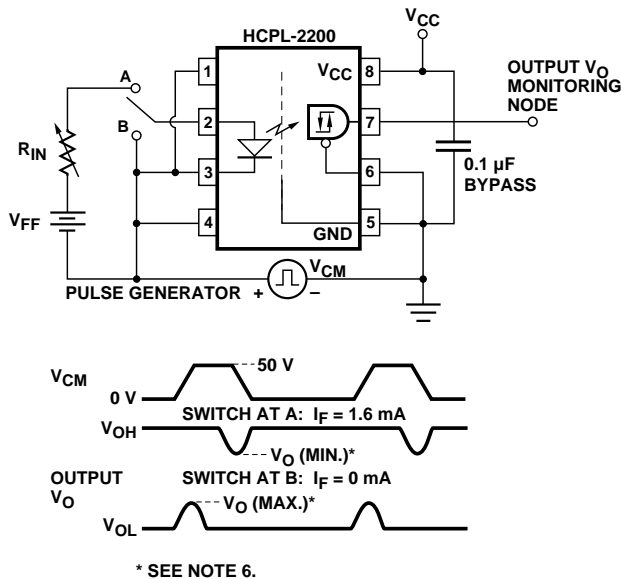 HCPL-2200
VCC
A
B
RIN
VFF
1
2
3
4
VCC
GND
8
7
6
5
OUTPUT VO
MONITORING
NODE
0.1 µF
BYPASS
PULSE GENERATOR + –
VCM
VCM
50 V
0 V
SWITCH AT A: IF = 1.6 mA
VOH
VO (MIN.)*
OUTPUT
VO
SWITCH AT B: IF = 0 mA
VO (MAX.)*
VOL
* SEE NOTE 6.